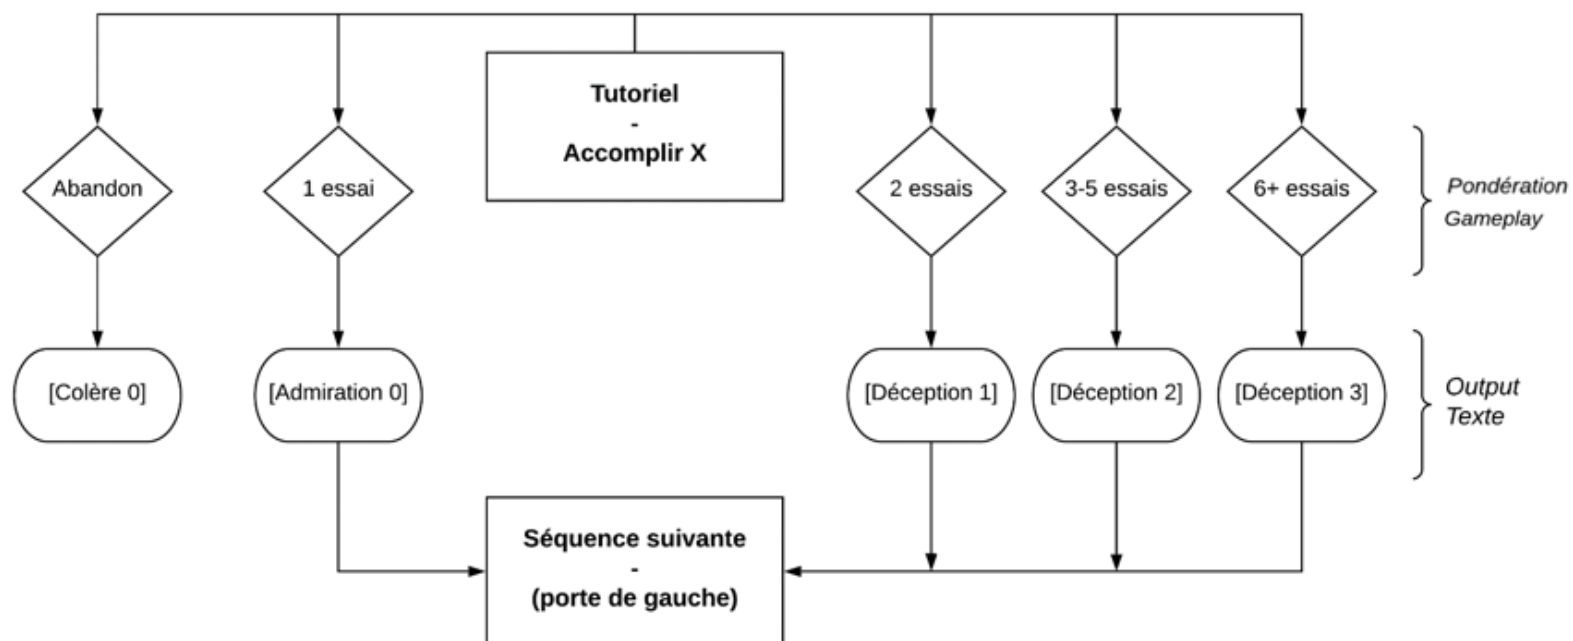 Tutoriel
-
Accomplir X
Abandon
1 essai
2 essais
3-5 essais
6+ essais
Pondération
Gameplay
[Colère 0]
[Admiration 0]
[Déception 1]
[Déception 2]
[Déception 3]
Output
Texte
Séquence suivante
-
(porte de gauche)